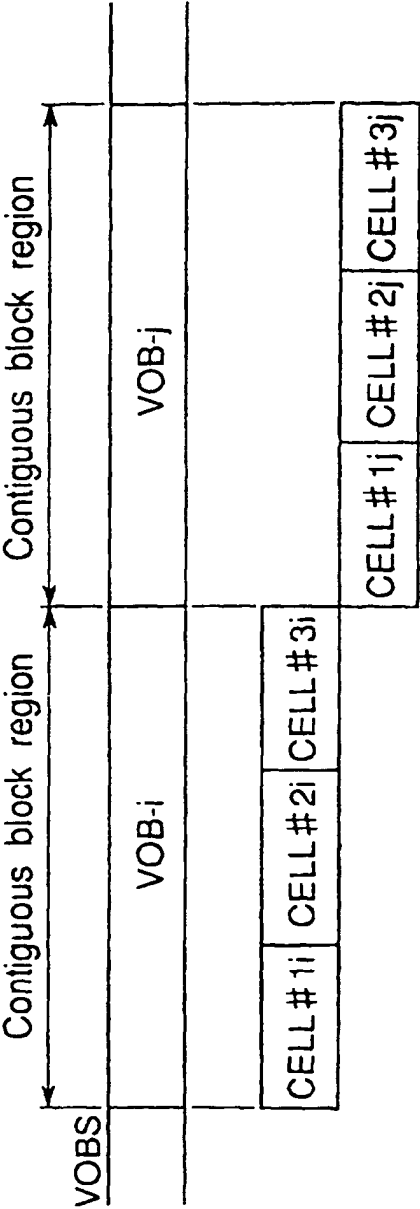 Contiguous block region
Contiguous block region
VOBS
VOB-i
VOB-j
CELL#1i
CELL#2i
CELL#3i
CELL#1j
CELL#2j
CELL#3j